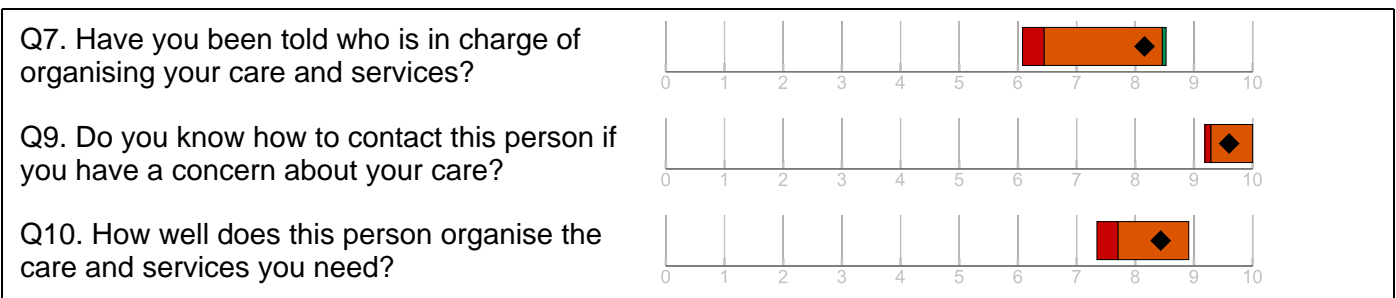 Q7. Have you been told who is in charge of
organising your care and services?
0 1 2 3 4 5 6 7 8 9 10
Q9. Do you know how to contact this person if
you have a concern about your care?
0 1 2 3 4 5 6 7 8 9 10
Q10. How well does this person organise the
care and services you need?
0 1 2 3 4 5 6 7 8 9 10